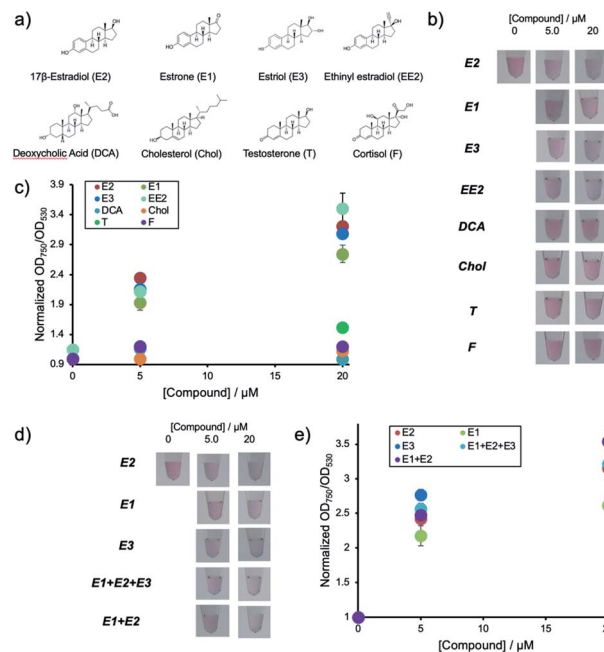 a)
17β-Estradiol (E2)
Estrone (E1)
Estriol (E3)
Ethinyl estradiol (EE2)
Deoxycholic Acid (DCA)
Cholesterol (Chol)
Testosterone (T)
Cortisol (F)
b)
[Compound] / µM
0 5.0 20
E2
E1
E3
EE2
DCA
Chol
T
F
c)
Normalized OD750/OD530
3.9
3.4
2.9
2.4
1.9
1.4
0.9
E2 E1
E3 EE2
DCA Chol
T F
0 5 10 15 20
[Compound] / µM
d)
[Compound] / µM
0 5.0 20
E2
E1
E3
E1+E2+E3
E1+E2
e)
Normalized OD750/OD530
3.5
3
2.5
2
1.5
1
E2 E1
E3 E1+E2+E3
E1+E2
0 5 10 15
[Compound] / µM